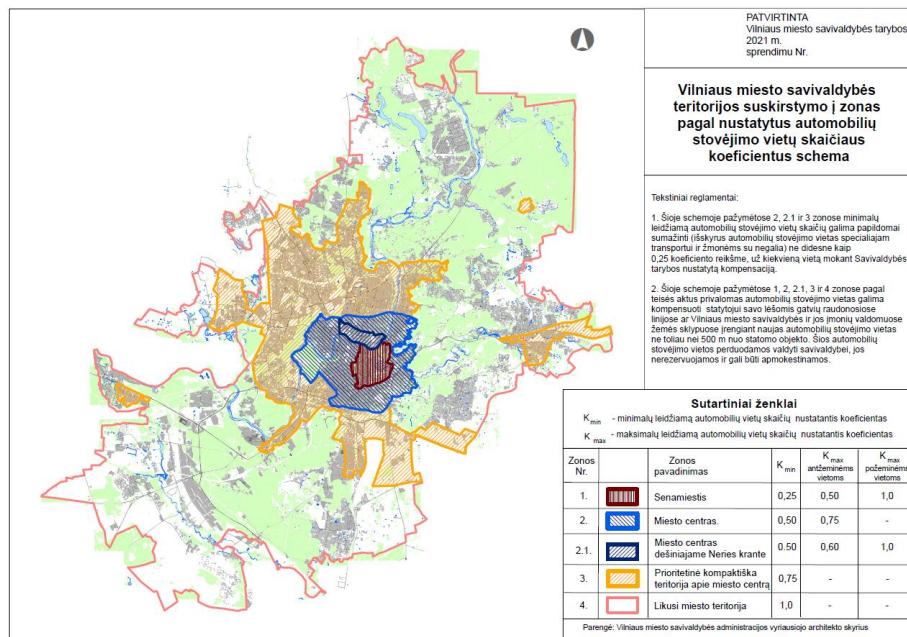 PATVIRTINTA
Vilniaus miesto savivaldybės tarybos
2021 m.
sprendimu Nr.
Vilniaus miesto savivaldybės
teritorijos suskirstymo į zonas
pagal nustatytus automobilių
stovėjimo vietų skaičiaus
koeficientus schema
Tekstiniai reglamentai:
1. Šioje schemoje pažymėtose 2, 2.1 ir 3 zonose minimalų
leidžiamą automobilių stovėjimo vietų skaičių galima papildomai
sumažinti (išskyrus automobilių stovėjimo vietas specialiajam
transportui ir žmonėms su negalia) ne didesne kaip
0,25 koeficiento reikšme, už kiekvieną vietą mokant Savivaldybės
tarybos nustatytą kompensaciją.
2. Šioje schemoje pažymėtose 1, 2, 2.1, 3 ir 4 zonose pagal
teisės aktus privalomas automobilių stovėjimo vietas galima
kompensuoti statytojui savo lėšomis gatvių raudonosiose
linijose ar Vilniaus miesto savivaldybės ir jos įmonių valdomuose
žemės sklypuose įrengiant naujas automobilių stovėjimo vietas
ne toliau nei 500 m nuo statomo objekto. Šios automobilių
stovėjimo vietos perduodamos valdyti savivaldybei, jos
nerezervuojamos ir gali būti apmokestinamos.
Sutartiniai ženklai
K min - minimalų leidžiamą automobilių vietų skaičių nustatantis koeficientas
K max - maksimalų leidžiamą automobilių vietų skaičių nustatantis koeficientas
Zonos Nr. Zonos pavadinimas K min K max antžeminėms vietoms K max požeminėms vietoms
1. Senamiestis 0,25 0,50 1,0
2. Miesto centras. 0,50 0,75 -
2.1. Miesto centras dešiniajame Neries krante 0.50 0,60 1,0
3. Prioritetinė kompaktiška teritorija apie miesto centrą 0,75 - -
4. Likusi miesto teritorija 1,0 - -
Parengė: Vilniaus miesto savivaldybės administracijos vyriausiojo architekto skyrius